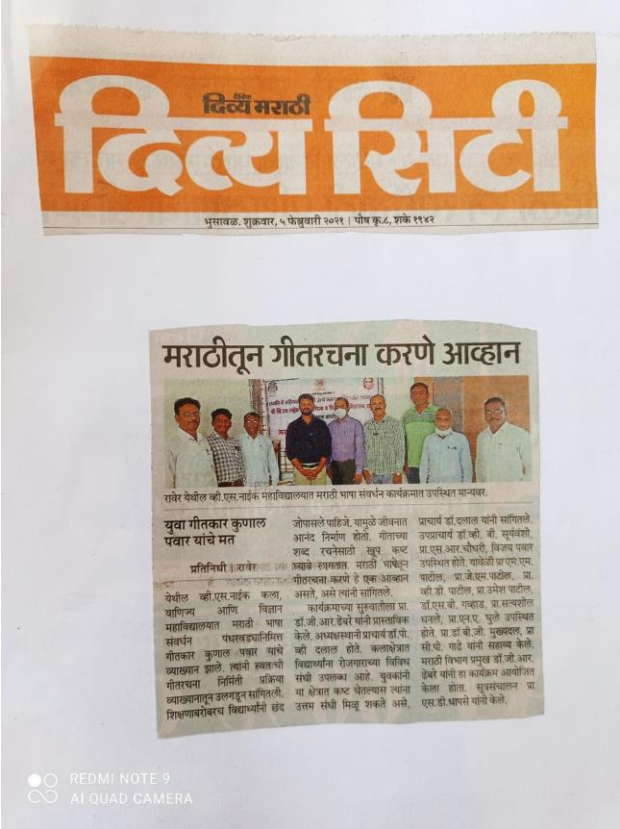 दैनिक
दिव्य मराठी
दिव्य सिटी
भुसावळ. शुक्रवार, ५ फेब्रुवारी २०२१ | पौष कृ.८, शके १९४२
मराठीतून गीतरचना करणे आव्हान
रावेर येथील व्ही.एस.नाईक महाविद्यालयात मराठी भाषा संवर्धन कार्यक्रमात उपस्थित मान्यवर.
युवा गीतकार कुणाल
पवार यांचे मत
प्रतिनिधी | रावेर
येथील व्ही.एस.नाईक कला,
वाणिज्य आणि विज्ञान
महाविद्यालयात मराठी भाषा
संवर्धन पंधरवड्यानिमित्त
गीतकार कुणाल पवार यांचे
व्याख्यान झाले. त्यांनी स्वतःची
गीतरचना निर्मिती प्रक्रिया
व्याख्यानातून उलगडून सांगितली.
शिक्षणाबरोबरच विद्यार्थ्यांनी छंद
जोपासले पाहिजे. यामुळे जीवनात
आनंद निर्माण होतो. गीताच्या
शब्द रचनेसाठी खूप कष्ट
घ्यावे लागतात. मराठी भाषेतून
गीतरचना करणे हे एक आव्हान
असते, असे त्यांनी सांगितले.
कार्यक्रमाच्या सुरुवातीला प्रा.
डॉ.जी.आर.ढेंबरे यांनी प्रास्ताविक
केले. अध्यक्षस्थानी प्राचार्य डॉ.पी.
व्ही दलाल होते. कलाक्षेत्रात
विद्यार्थ्यांना रोजगाराच्या विविध
संधी उपलब्ध आहे. युवकांनी
या क्षेत्रात कष्ट घेतल्यास त्यांना
उत्तम संधी मिळू शकते असे,
प्राचार्य डॉ.दलाल यांनी सांगितले.
उपप्राचार्य डॉ.व्ही. बी. सूर्यवंशी,
प्रा.एस.आर.चौधरी, विजय पवार
उपस्थित होते. यावेळी प्रा.एम.एम.
पाटील, प्रा.जे.एम.पाटील, प्रा.
व्ही.डी. पाटील, प्रा उमेश पाटील,
डॉ.एस.बी. गव्हाड, प्रा.सत्यशील
धनले, प्रा.एन.ए. घुले उपस्थित
होते. प्रा.डॉ बी.जी. मुख्यदल, प्रा
सी.पी. गाढे यांनी सहाय्य केले.
मराठी विभाग प्रमुख डॉ.जी.आर.
ढेंबरे यांनी हा कार्यक्रम आयोजित
केला होता. सूत्रसंचालन प्रा
एस.डी.धापसे यांनी केले.
REDMI NOTE 9
AI QUAD CAMERA